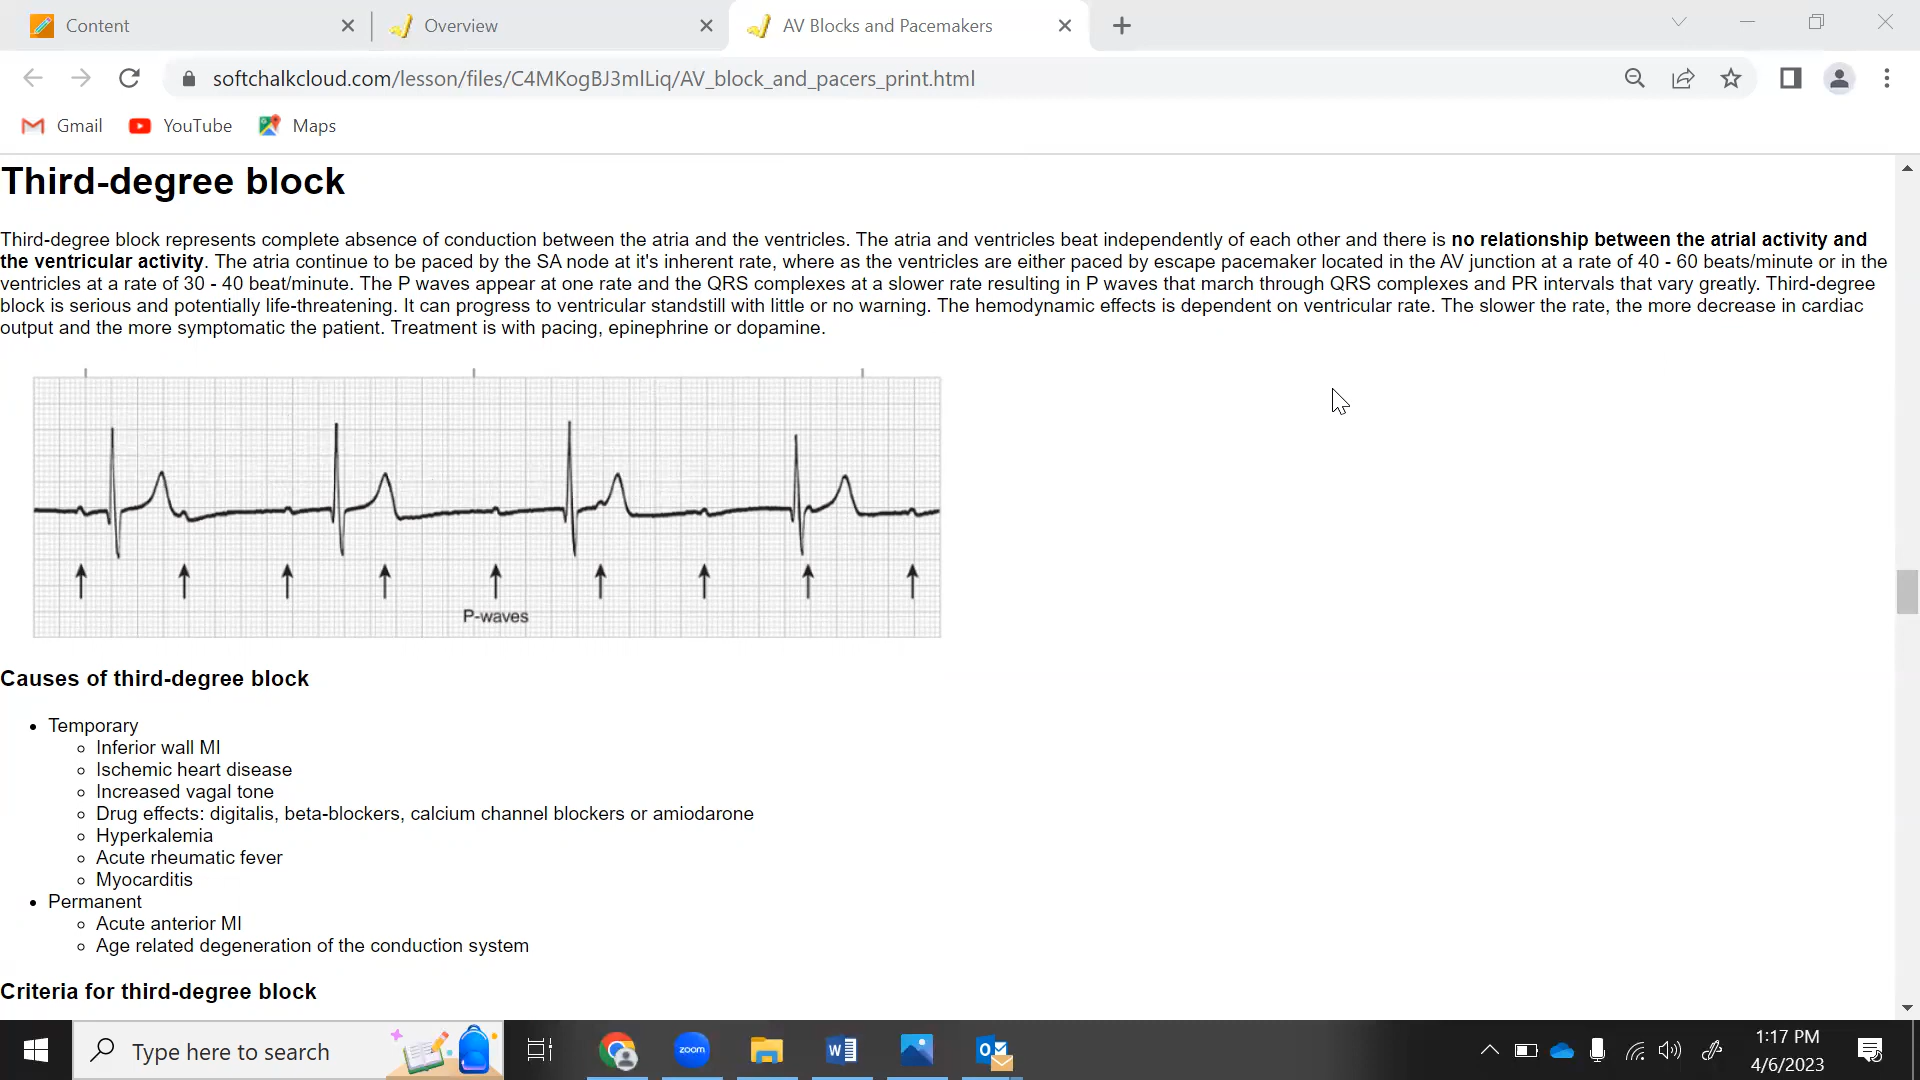 Content
Overview
AV Blocks and Pacemakers
softchalkcloud.com/lesson/files/C4MKogBJ3mlLiq/AV_block_and_pacers_print.html
Gmail
YouTube
Maps
Third-degree block
Third-degree block represents complete absence of conduction between the atria and the ventricles. The atria and ventricles beat independently of each other and there is no relationship between the atrial activity and
the ventricular activity. The atria continue to be paced by the SA node at it's inherent rate, where as the ventricles are either paced by escape pacemaker located in the AV junction at a rate of 40 - 60 beats/minute or in the
ventricles at a rate of 30 - 40 beat/minute. The P waves appear at one rate and the QRS complexes at a slower rate resulting in P waves that march through QRS complexes and PR intervals that vary greatly. Third-degree
block is serious and potentially life-threatening. It can progress to ventricular standstill with little or no warning. The hemodynamic effects is dependent on ventricular rate. The slower the rate, the more decrease in cardiac
output and the more symptomatic the patient. Treatment is with pacing, epinephrine or dopamine.
P-waves
Causes of third-degree block
Temporary
Inferior wall MI
Ischemic heart disease
Increased vagal tone
Drug effects: digitalis, beta-blockers, calcium channel blockers or amiodarone
Hyperkalemia
Acute rheumatic fever
Myocarditis
Permanent
Acute anterior MI
Age related degeneration of the conduction system
Criteria for third-degree block
Type here to search
zoom
1:17 PM
4/6/2023